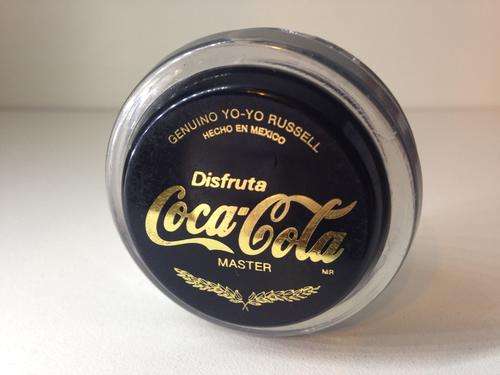 GENUINO YO-YO RUSSELL
HECHO EN MEXICO
Disfruta
Coca-Cola
MASTER
MR